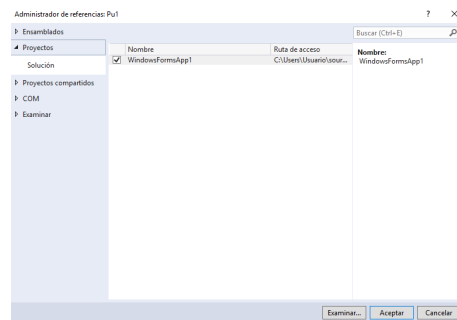 Administrador de referencias: Pu1
? ×
Ensamblados
Buscar (Ctrl+E)
Proyectos
Solución
Proyectos compartidos
COM
Examinar
Nombre Ruta de acceso
WindowsFormsApp1 C:\Users\Usuario\sour...
Nombre:
WindowsFormsApp1
Examinar... Aceptar Cancelar